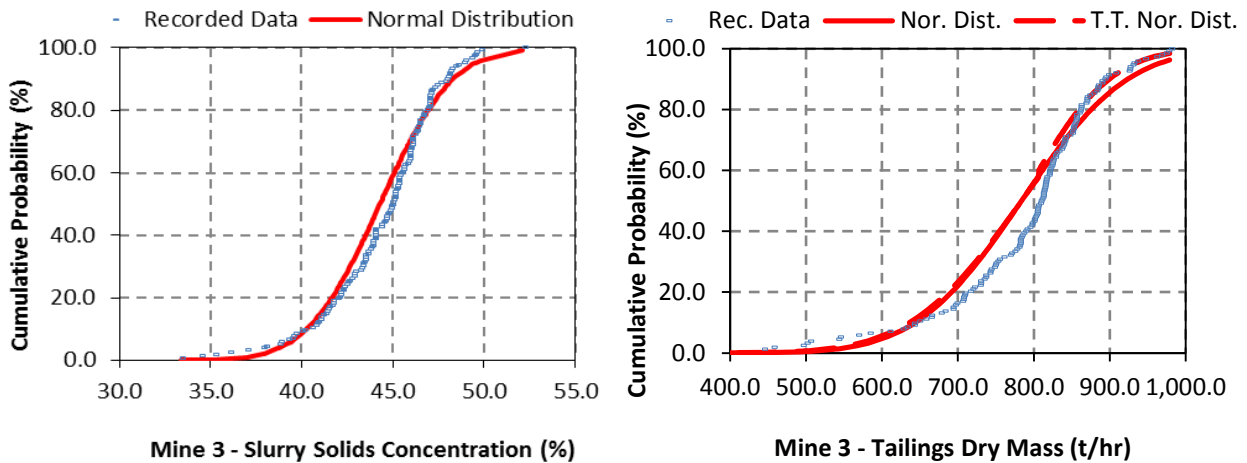 Recorded Data Normal Distribution
Cumulative Probability (%)
100.0
80.0
60.0
40.0
20.0
0.0
30.0 35.0 40.0 45.0 50.0 55.0
Mine 3 - Slurry Solids Concentration (%)
Rec. Data Nor. Dist. T.T. Nor. Dist.
Cumulative Probability (%)
100.0
80.0
60.0
40.0
20.0
0.0
400.0 500.0 600.0 700.0 800.0 900.0 1,000.0
Mine 3 - Tailings Dry Mass (t/hr)